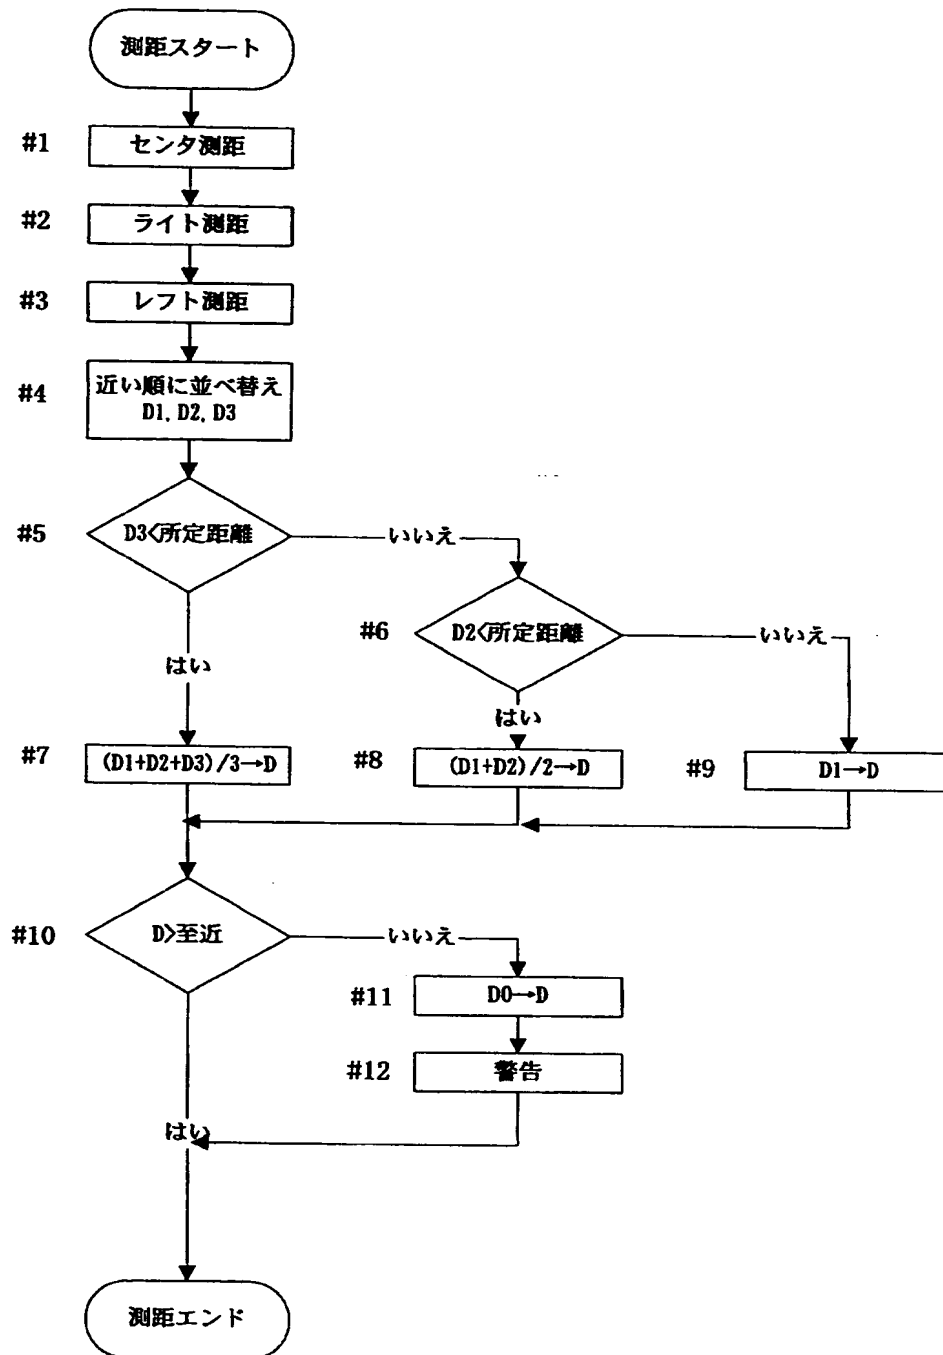 測距スタート
#1
センタ測距
#2
ライト測距
#3
レフト測距
#4
近い順に並べ替え
D1, D2, D3
#5
D3<所定距離
いいえ
#6
D2<所定距離
いいえ
はい
はい
#7
(D1+D2+D3)/3→D
#8
(D1+D2)/2→D
#9
D1→D
#10
D>至近
いいえ
#11
D0→D
#12
警告
はい
測距エンド